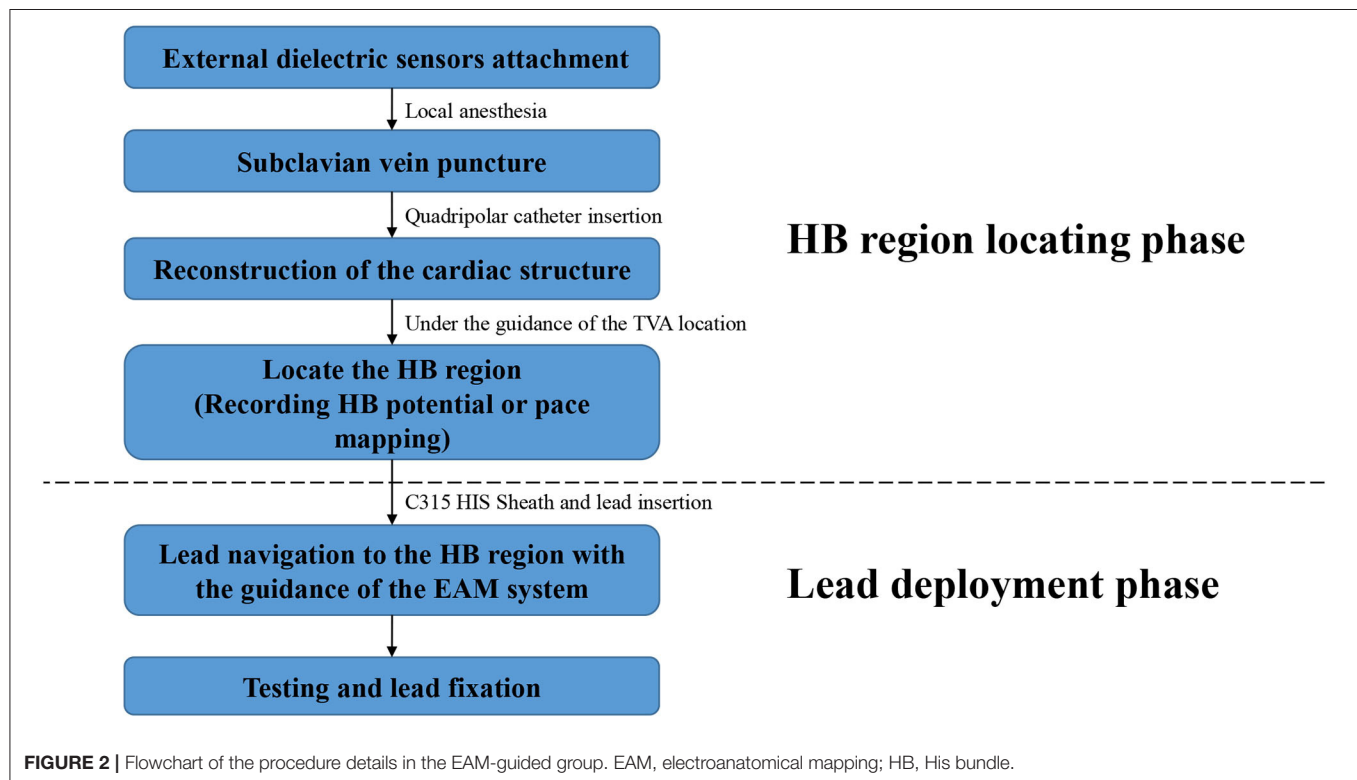 External dielectric sensors attachment
Local anesthesia
Subclavian vein puncture
Quadripolar catheter insertion
Reconstruction of the cardiac structure
HB region locating phase
Under the guidance of the TVA location
Locate the HB region
(Recording HB potential or pace
mapping)
C315 HIS Sheath and lead insertion
Lead navigation to the HB region with
the guidance of the EAM system
Lead deployment phase
Testing and lead fixation
FIGURE 2 | Flowchart of the procedure details in the EAM-guided group. EAM, electroanatomical mapping; HB, His bundle.